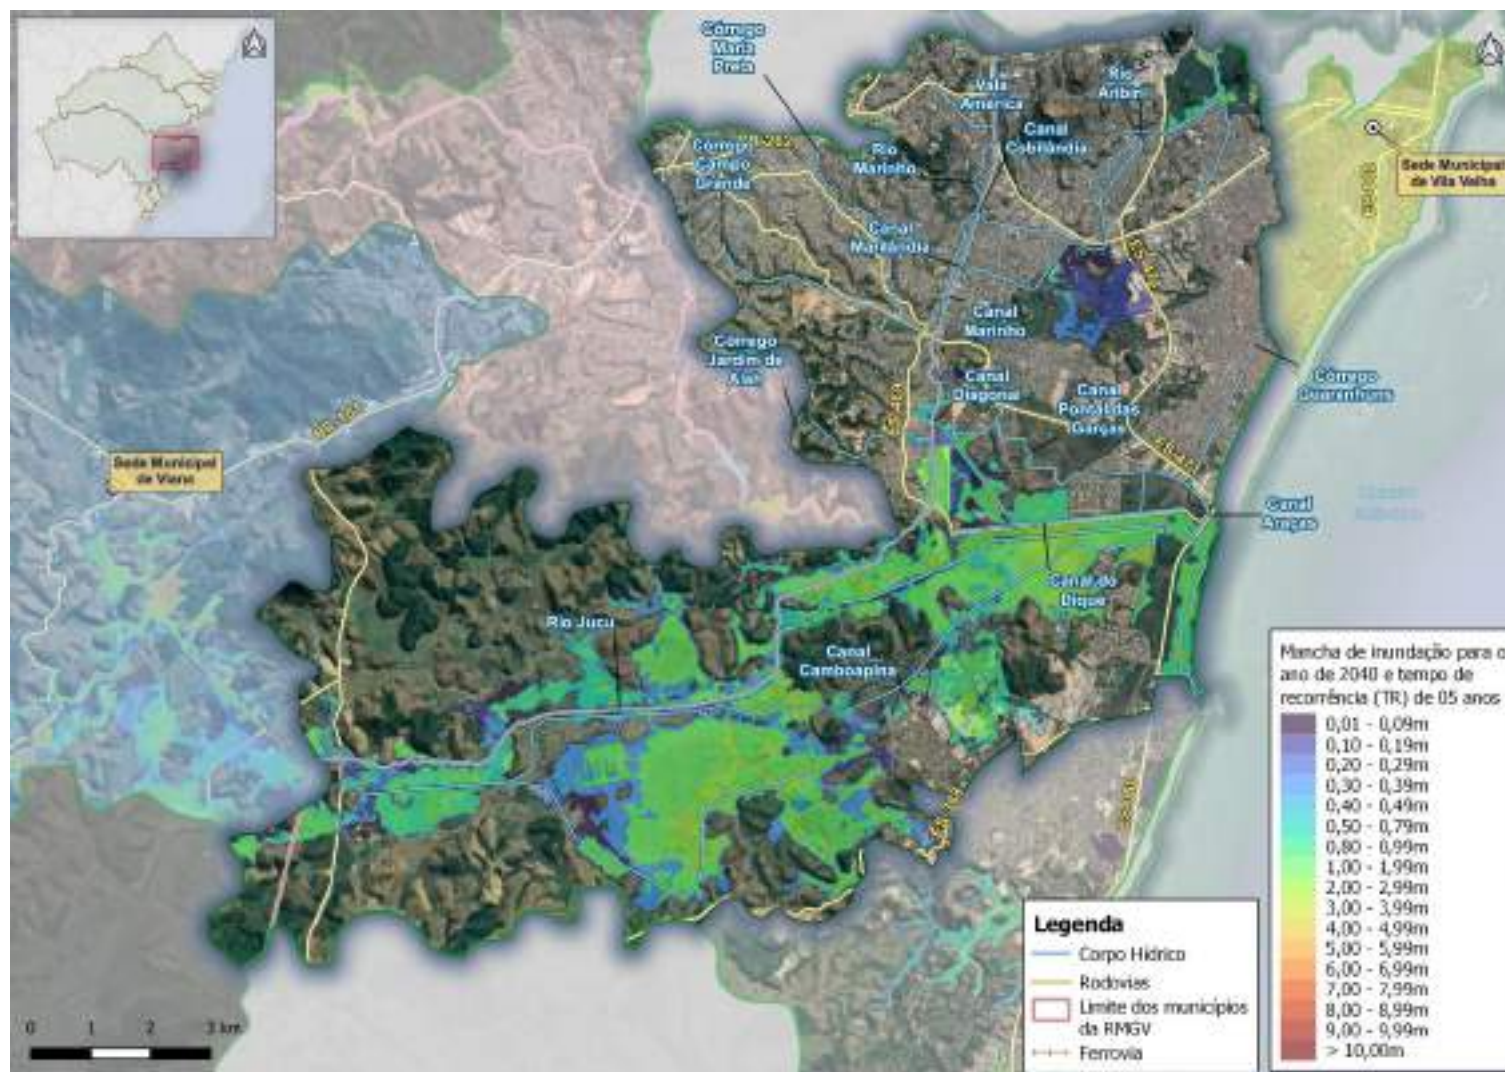 Córrego
Maria
Preta
Vala
América
Rio
Aribiri
Canal
Cobilândia
Córrego
Campo
Grande
Rio
Marinho
Sede Municipal
de Vila Velha
Canal
Marilândia
Canal
Marinho
Córrego
Jardim de
Alah
Canal
Diagonal
Canal
Pontal das
Garças
Córrego
Guaranhuns
Sede Municipal
de Viana
Canal
Araçás
Canal do
Dique
Rio Jucu
Canal
Camboapina
Mancha de inundação para o
ano de 2040 e tempo de
recorrência (TR) de 05 anos
0,01 - 0,09m
0,10 - 0,19m
0,20 - 0,29m
0,30 - 0,39m
0,40 - 0,49m
0,50 - 0,79m
0,80 - 0,99m
1,00 - 1,99m
2,00 - 2,99m
3,00 - 3,99m
4,00 - 4,99m
5,00 - 5,99m
6,00 - 6,99m
7,00 - 7,99m
8,00 - 8,99m
9,00 - 9,99m
> 10,00m
Legenda
Corpo Hídrico
Rodovias
Limite dos municípios
da RMGV
Ferrovia
0 1 2 3 km